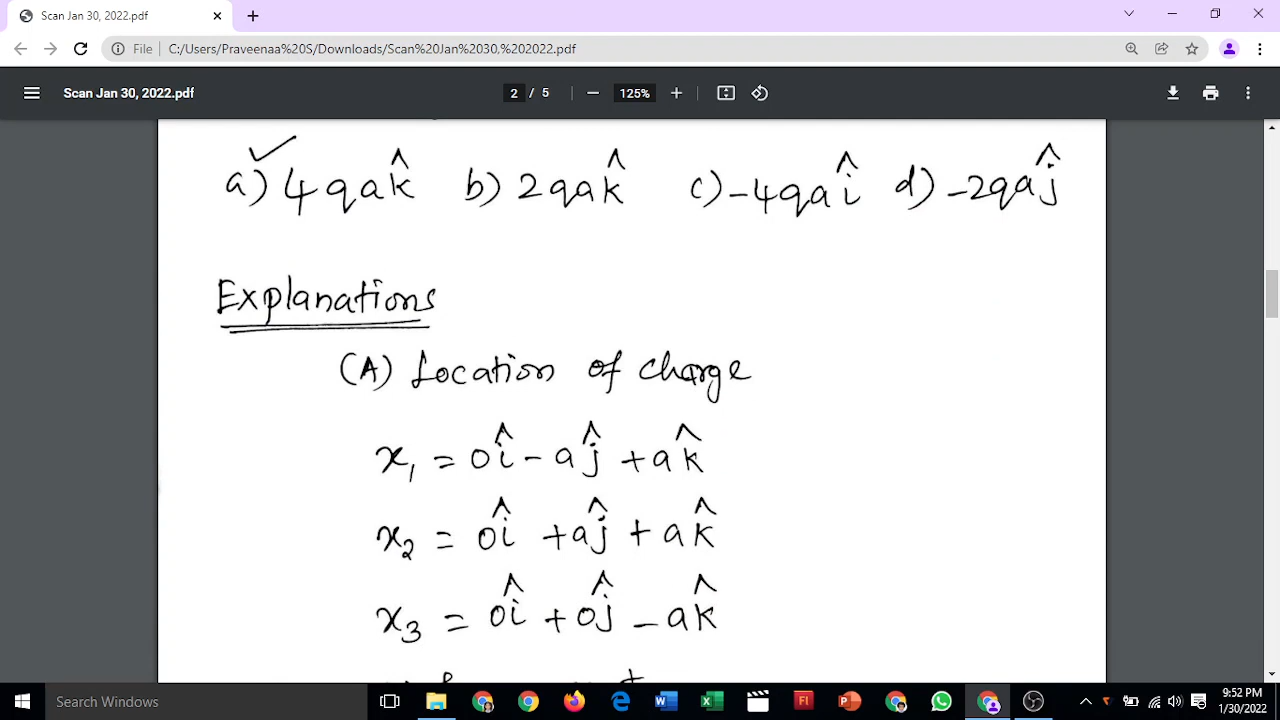 Scan Jan 30, 2022.pdf
File C:/Users/Praveenaa%20S/Downloads/Scan%20Jan%2030,%202022.pdf
Scan Jan 30, 2022.pdf 2 / 5 125%
a) 4qak̂ b) 2qak̂ c) -4qaî d) -2qaĵ
Explanations
(A) Location of charge
x₁ = 0î - aĵ + ak̂
x₂ = 0î + aĵ + ak̂
x₃ = 0î + 0ĵ - ak̂
Search Windows
9:52 PM
1/30/2022